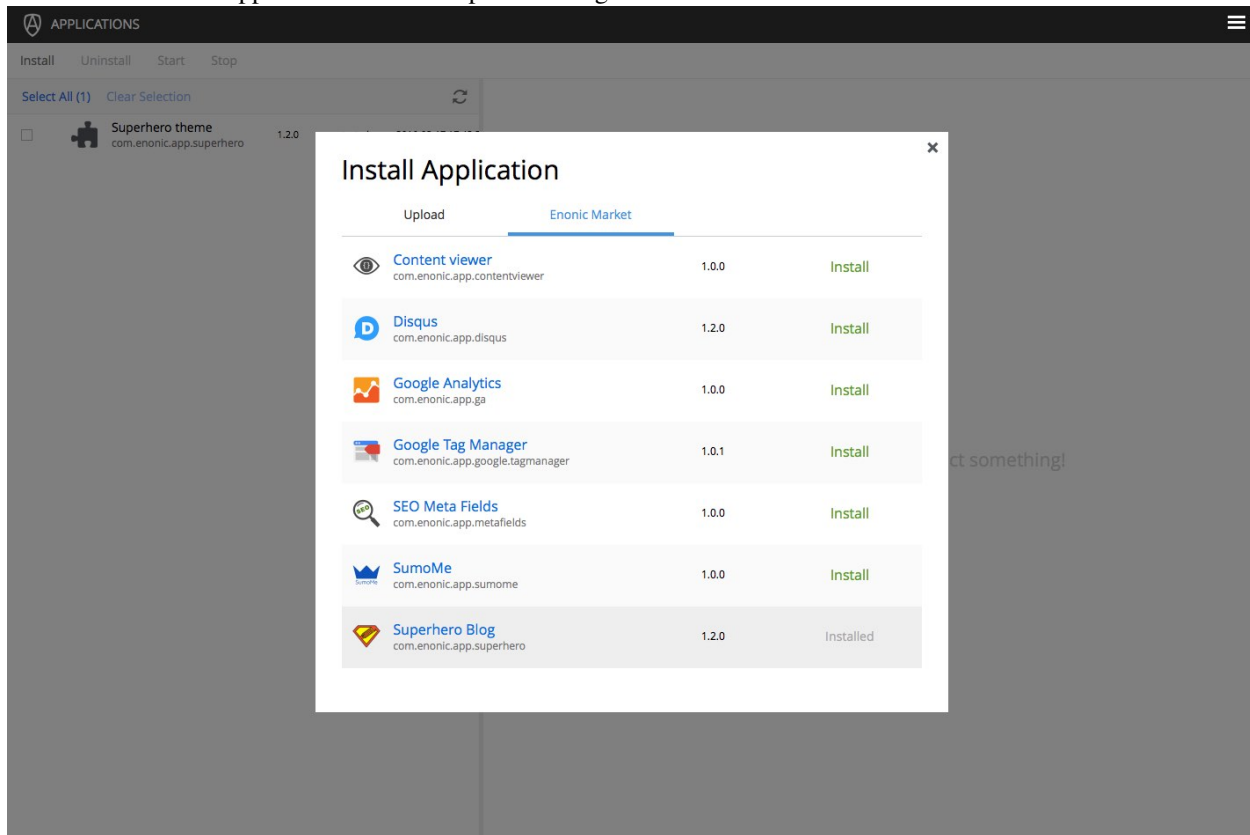 APPLICATIONS
Install Uninstall Start Stop
Select All (1) Clear Selection
Superhero theme
com.enonic.app.superhero
1.2.0
Install Application
Upload Enonic Market
Content viewer
com.enonic.app.contentviewer
1.0.0 Install
Disqus
com.enonic.app.disqus
1.2.0 Install
Google Analytics
com.enonic.app.ga
1.0.0 Install
Google Tag Manager
com.enonic.app.google.tagmanager
1.0.1 Install
SEO Meta Fields
com.enonic.app.metafields
1.0.0 Install
SumoMe
com.enonic.app.sumome
1.0.0 Install
Superhero Blog
com.enonic.app.superhero
1.2.0 Installed
something!